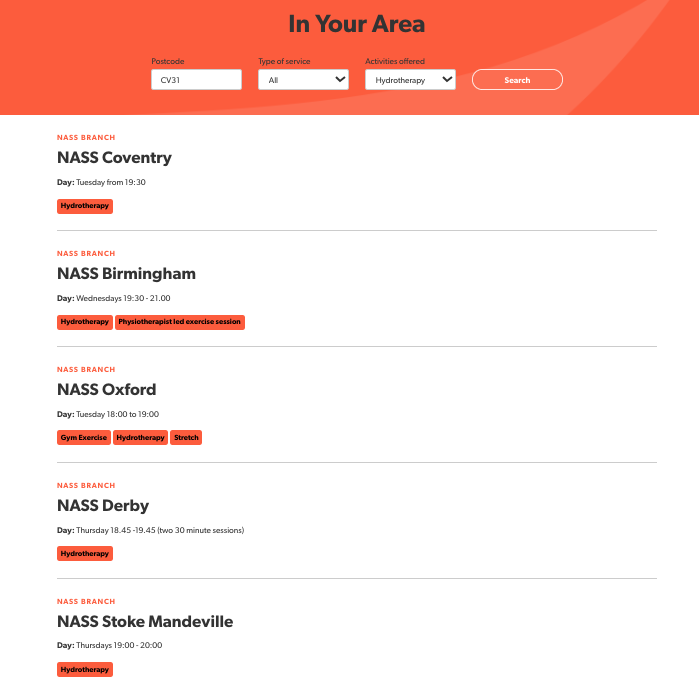 In Your Area
Postcode Type of service Activities offered
CV31 All Hydrotherapy Search
NASS BRANCH
NASS Coventry
Day: Tuesday from 19:30
Hydrotherapy
NASS BRANCH
NASS Birmingham
Day: Wednesdays 19:30 - 21.00
Hydrotherapy Physiotherapist led exercise session
NASS BRANCH
NASS Oxford
Day: Tuesday 18:00 to 19:00
Gym Exercise Hydrotherapy Stretch
NASS BRANCH
NASS Derby
Day: Thursday 18.45 -19.45 (two 30 minute sessions)
Hydrotherapy
NASS BRANCH
NASS Stoke Mandeville
Day: Thursdays 19:00 - 20:00
Hydrotherapy